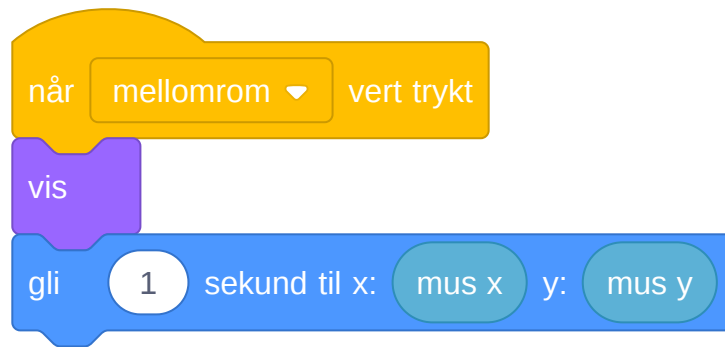 når mellomrom vert trykt
vis
gli 1 sekund til x: mus x y: mus y